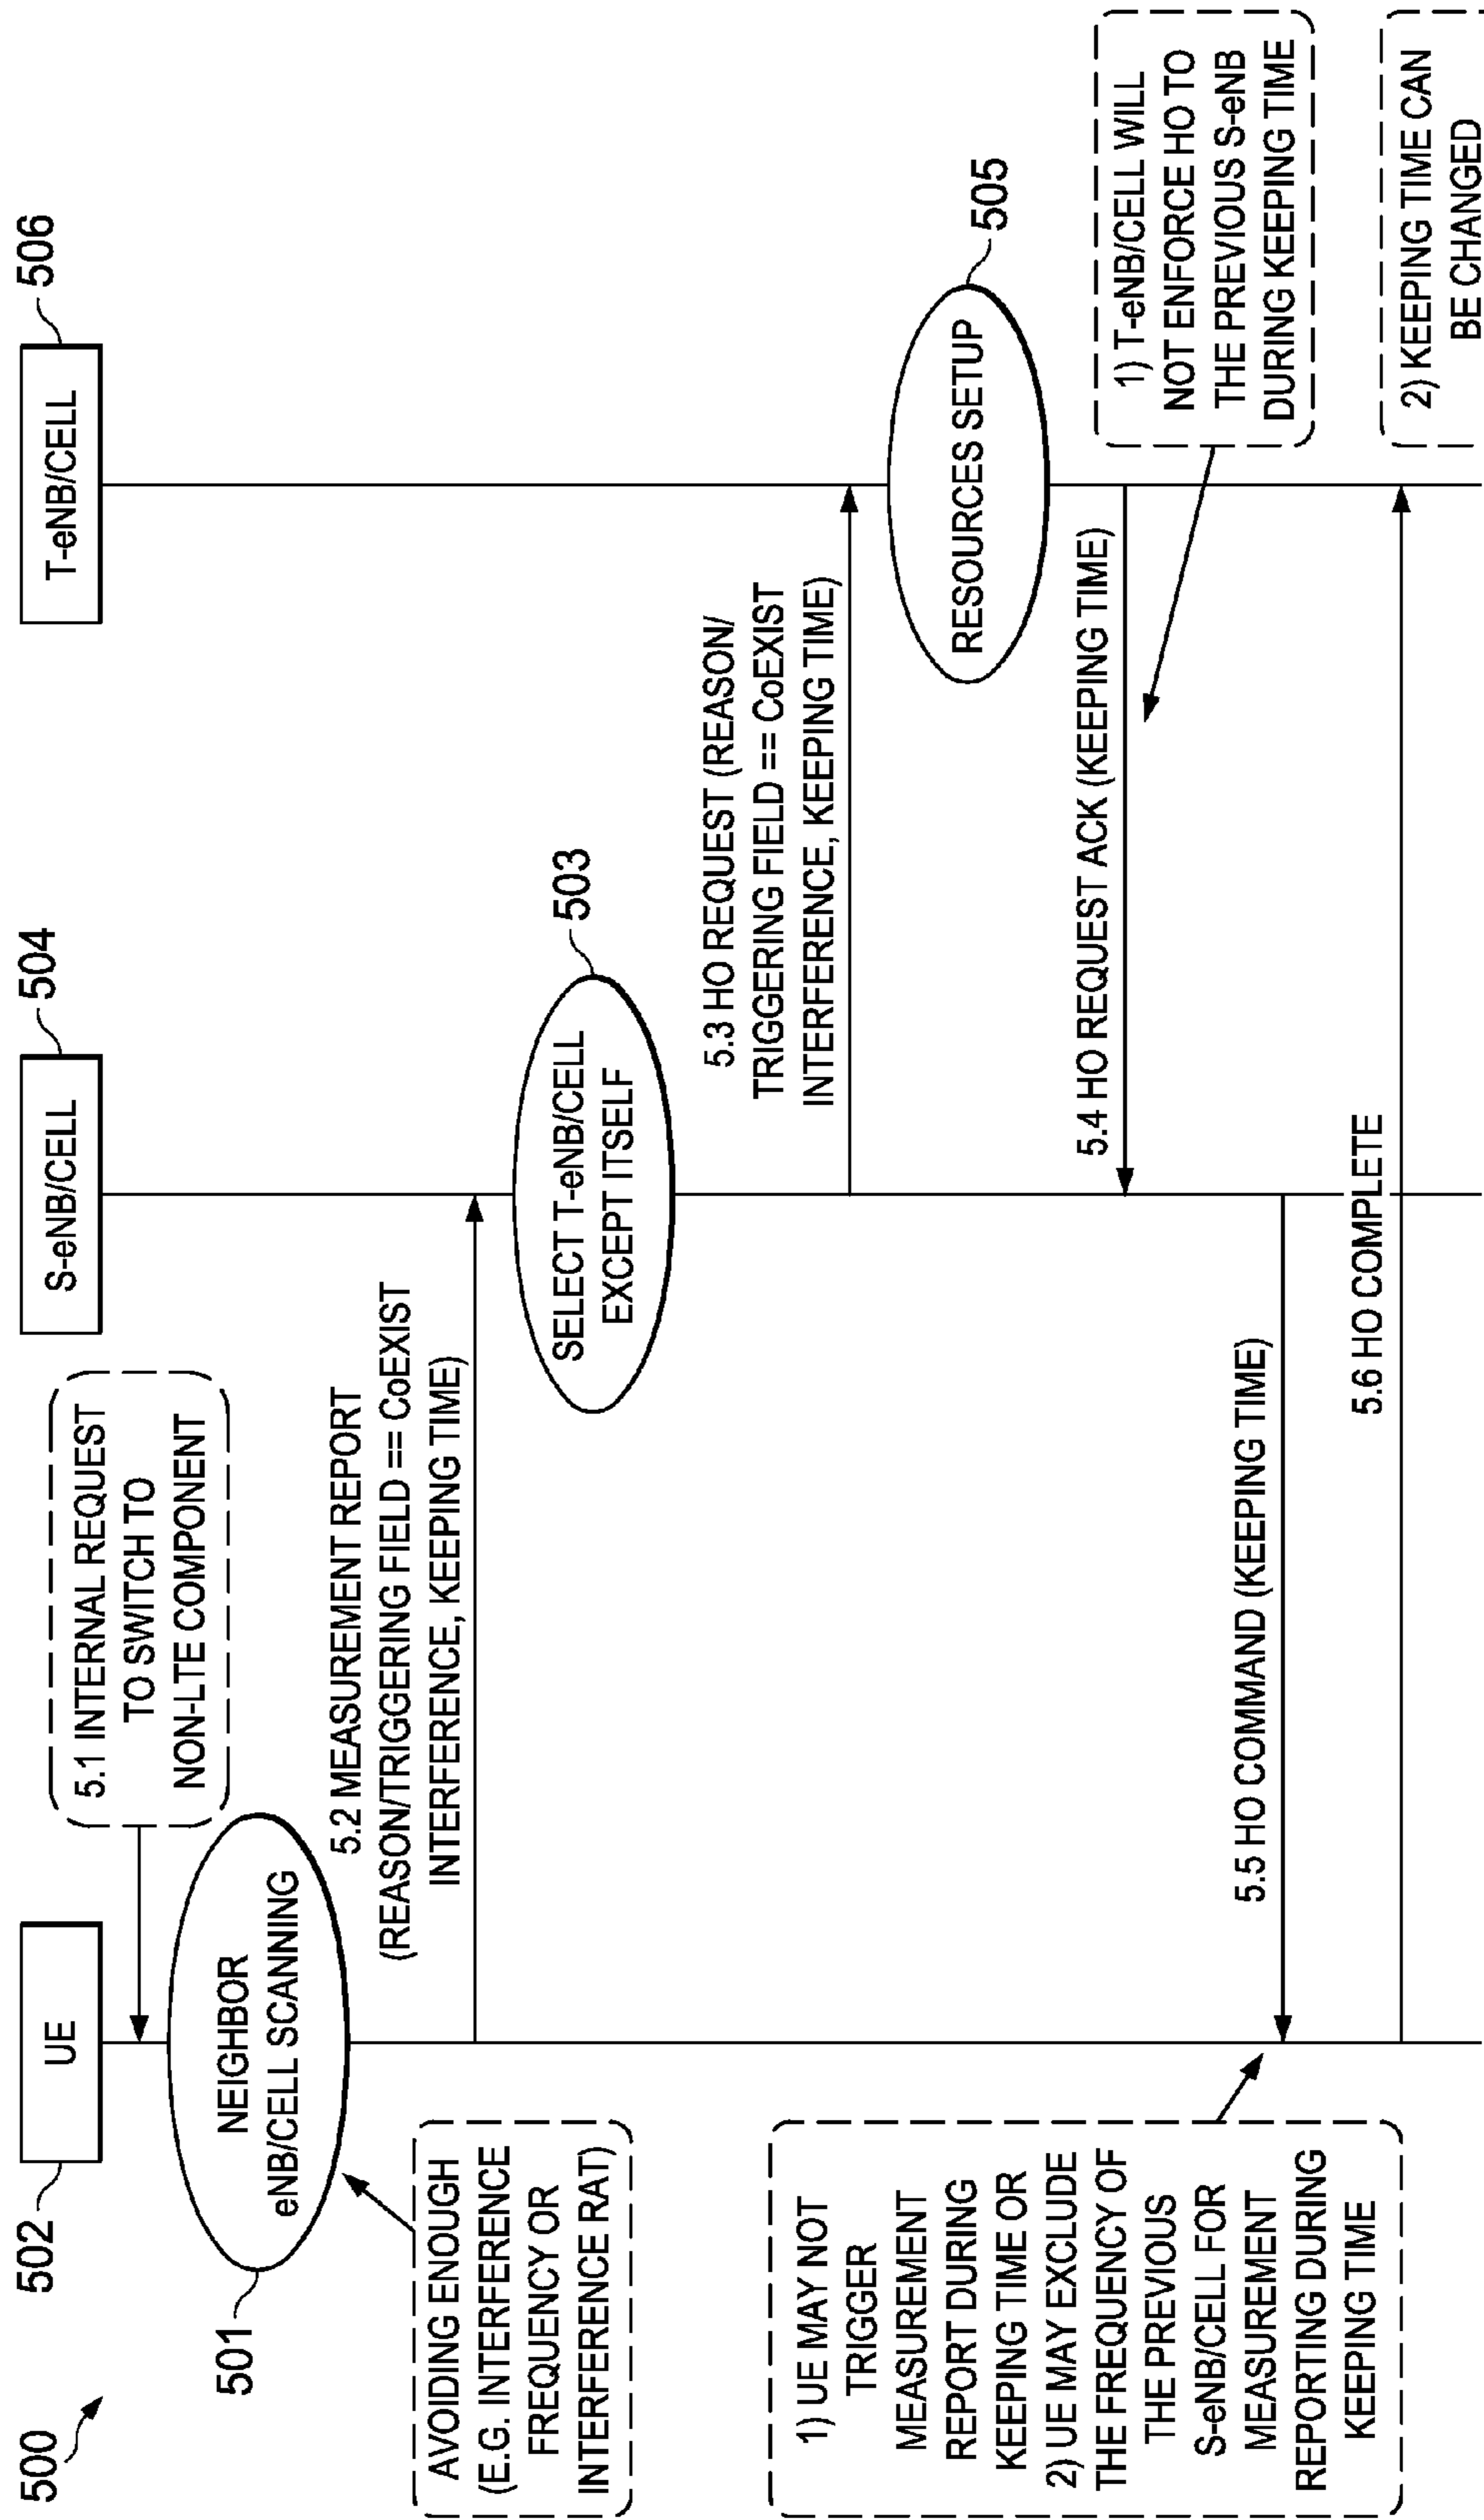 500
502
UE
504
S-eNB/CELL
506
T-eNB/CELL
5.1 INTERNAL REQUEST
TO SWITCH TO
NON-LTE COMPONENT
501
NEIGHBOR
eNB/CELL SCANNING
AVOIDING ENOUGH
(E.G. INTERFERENCE
FREQUENCY OR
INTERFERENCE RAT)
5.2 MEASUREMENT REPORT
(REASON/TRIGGERING FIELD == CoEXIST
INTERFERENCE, KEEPING TIME)
503
SELECT T-eNB/CELL
EXCEPT ITSELF
5.3 HO REQUEST (REASON/
TRIGGERING FIELD == CoEXIST
INTERFERENCE, KEEPING TIME)
505
RESOURCES SETUP
5.4 HO REQUEST ACK (KEEPING TIME)
1) T-eNB/CELL WILL
NOT ENFORCE HO TO
THE PREVIOUS S-eNB
DURING KEEPING TIME
1) UE MAY NOT
TRIGGER
MEASUREMENT
REPORT DURING
KEEPING TIME OR
2) UE MAY EXCLUDE
THE FREQUENCY OF
THE PREVIOUS
S-eNB/CELL FOR
MEASUREMENT
REPORTING DURING
KEEPING TIME
5.5 HO COMMAND (KEEPING TIME)
5.6 HO COMPLETE
2) KEEPING TIME CAN
BE CHANGED